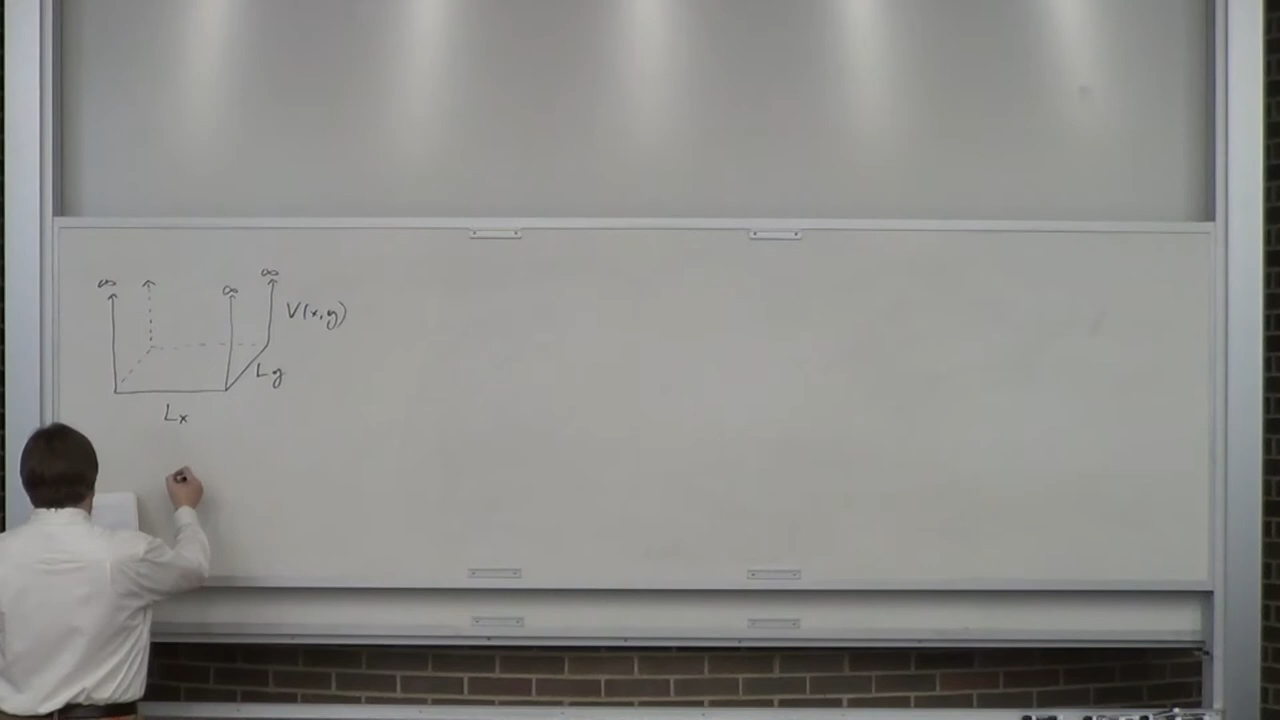 ∞ ∞ ∞
V(x,y)
Ly
Lx